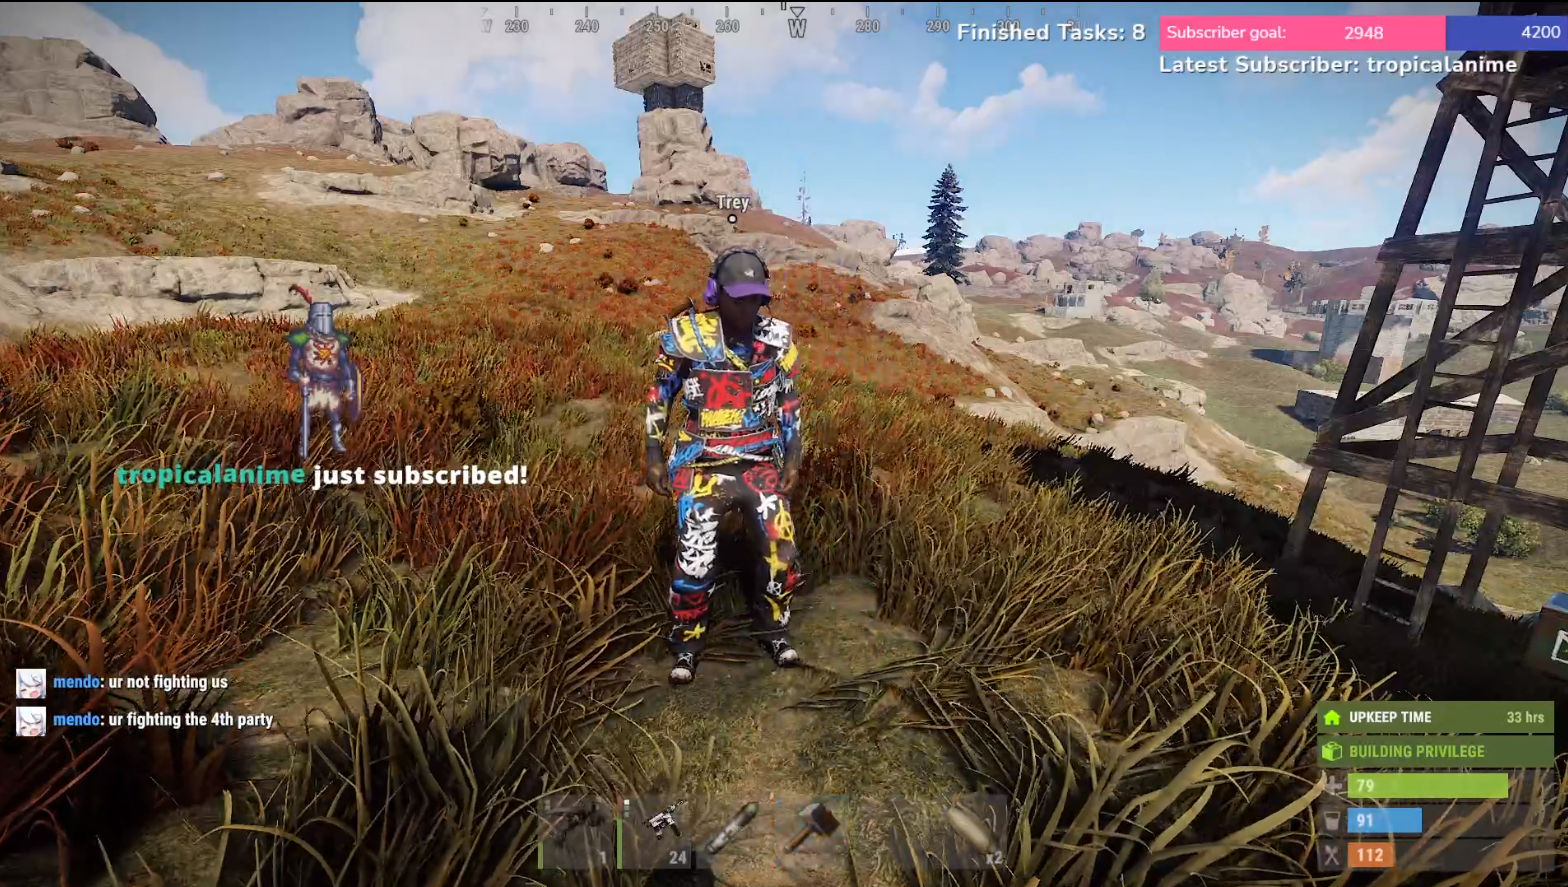 230 240 250 260 W 280 290 300
Finished Tasks: 8
Subscriber goal: 2948 4200
Latest Subscriber: tropicalanime
Trey
tropicalanime just subscribed!
mendo: ur not fighting us
mendo: ur fighting the 4th party
UPKEEP TIME 33 hrs
BUILDING PRIVILEGE
79
91
112
1 24 x2